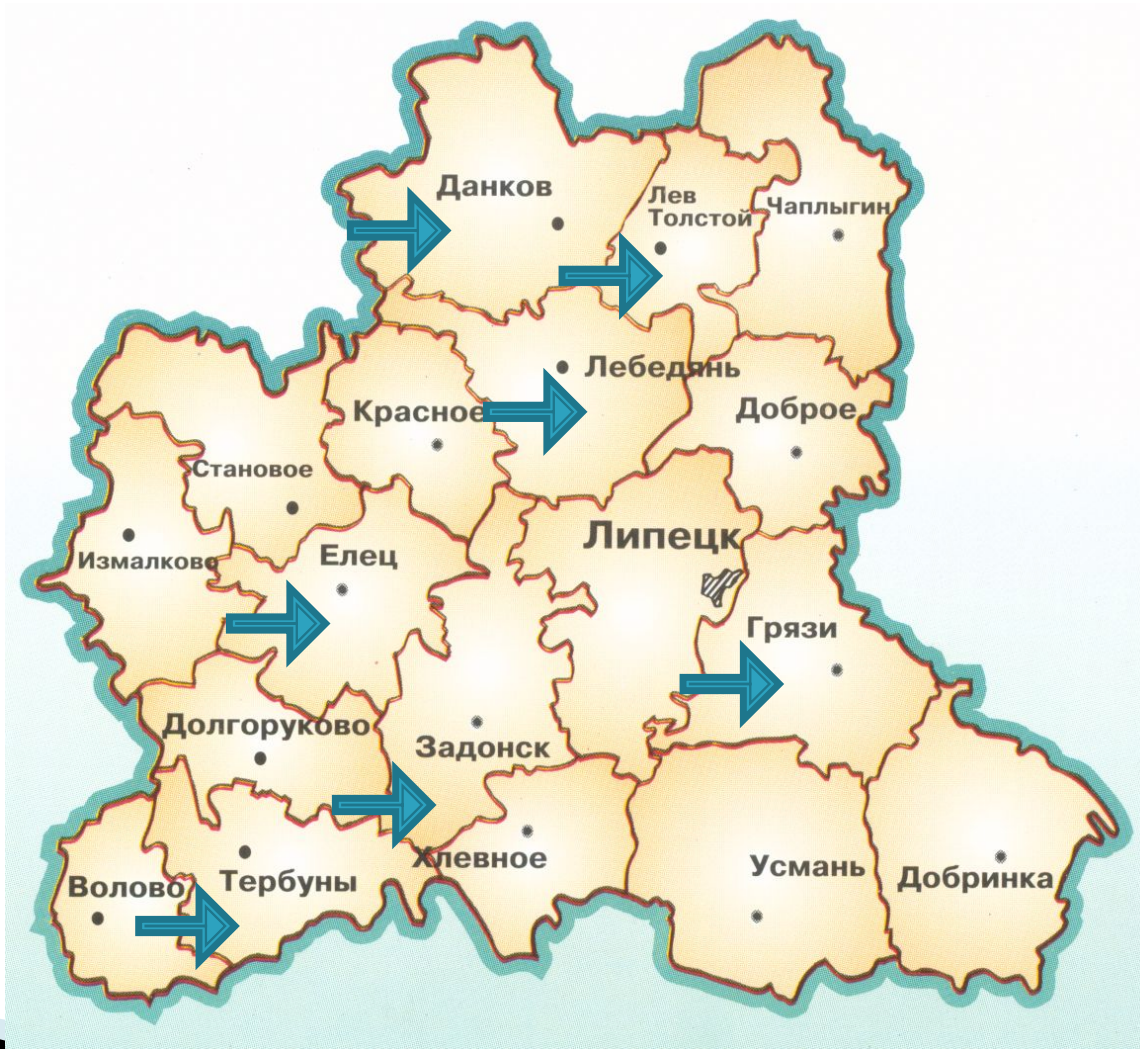 Данков
Лев
Толстой
Чаплыгин
Лебедянь
Красное
Доброе
Становое
Липецк
Елец
Измалково
Грязи
Долгоруково
Задонск
Хлевное
Усмань
Добринка
Тербуны
Волово